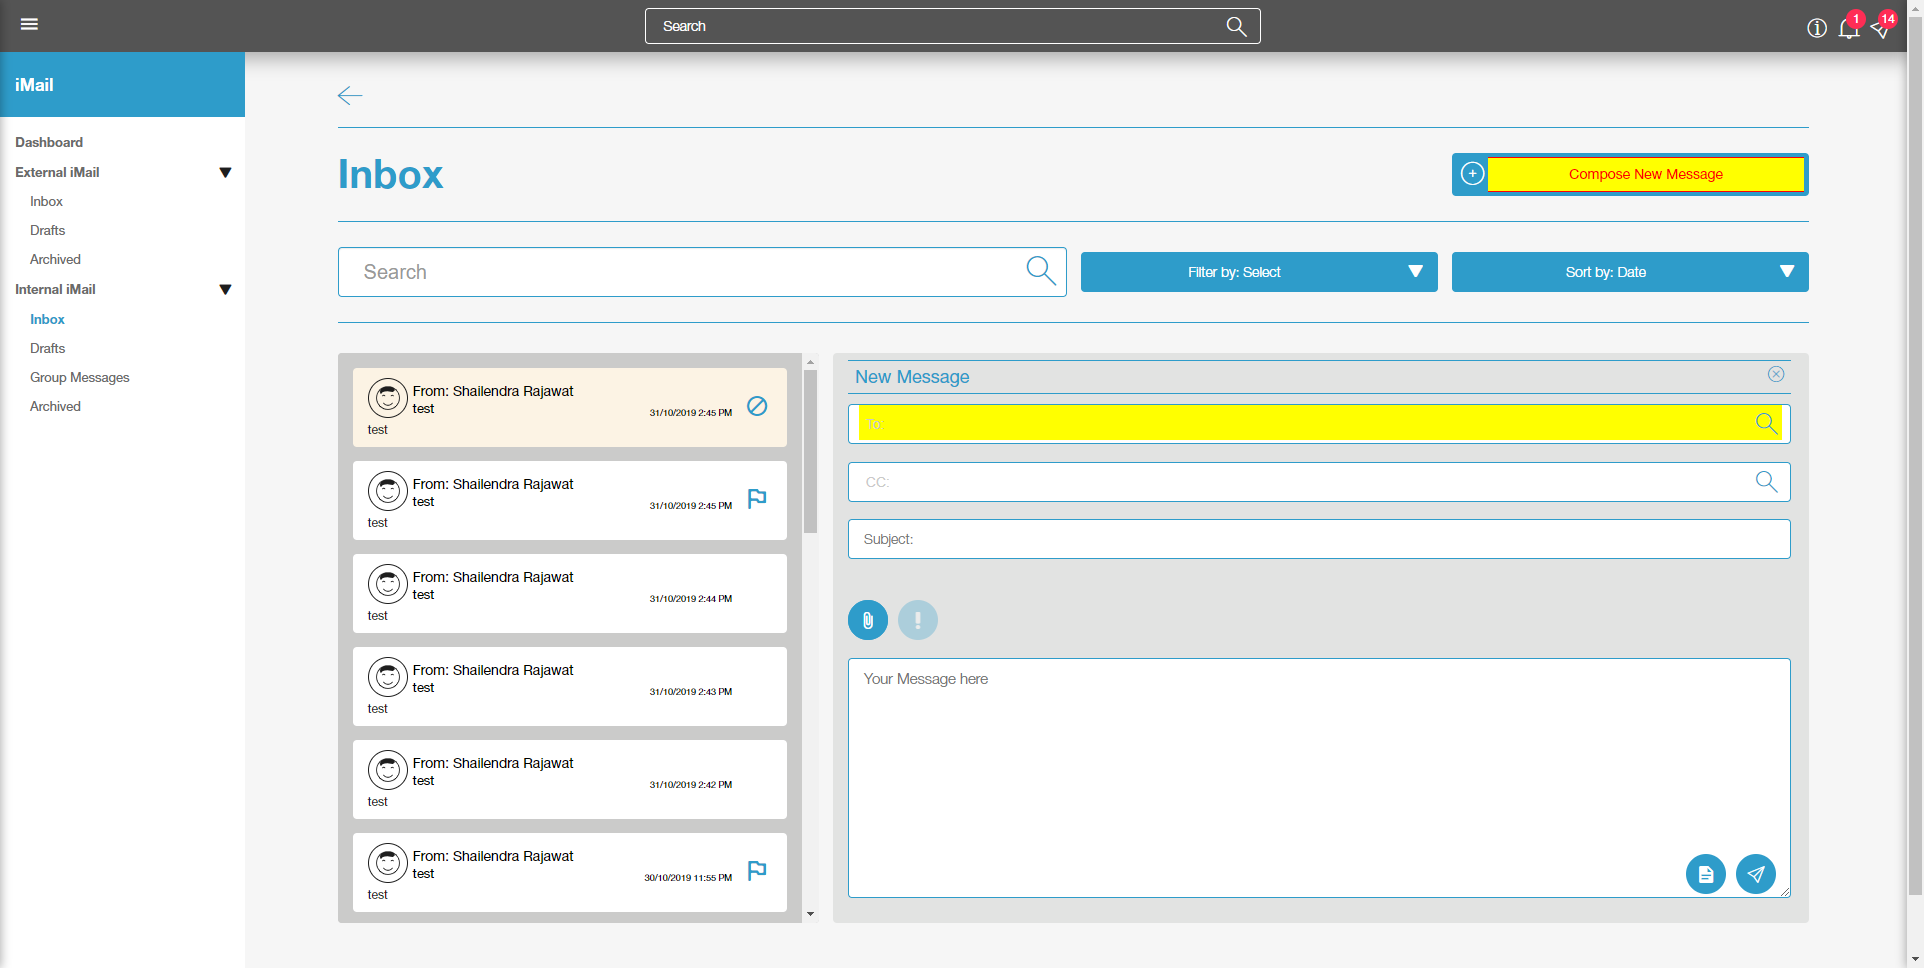 Search
1
14
iMail
Dashboard
External iMail
Inbox
Drafts
Archived
Internal iMail
Inbox
Drafts
Group Messages
Archived
Inbox
Compose New Message
Search
Filter by: Select
Sort by: Date
From: Shailendra Rajawat
test
31/10/2019 2:45 PM
test
From: Shailendra Rajawat
test
31/10/2019 2:45 PM
test
From: Shailendra Rajawat
test
31/10/2019 2:44 PM
test
From: Shailendra Rajawat
test
31/10/2019 2:43 PM
test
From: Shailendra Rajawat
test
31/10/2019 2:42 PM
test
From: Shailendra Rajawat
test
30/10/2019 11:55 PM
test
New Message
To:
CC:
Subject:
Your Message here